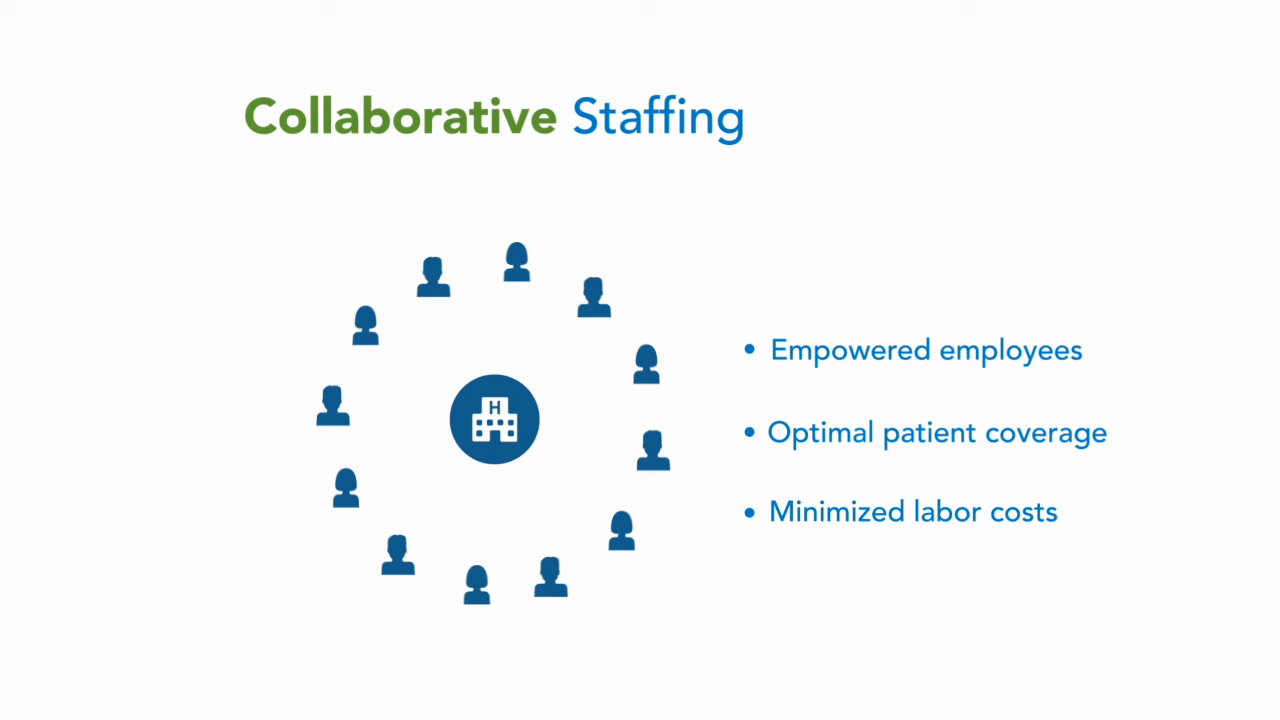 Collaborative Staffing
H
• Empowered employees
• Optimal patient coverage
• Minimized labor costs